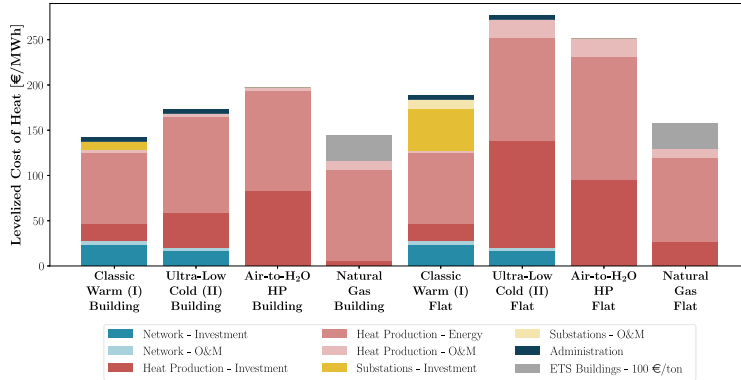 Levelized Cost of Heat [€/MWh]
250
200
150
100
50
0
Classic Warm (I) Building
Ultra-Low Cold (II) Building
Air-to-H₂O HP Building
Natural Gas Building
Classic Warm (I) Flat
Ultra-Low Cold (II) Flat
Air-to-H₂O HP Flat
Natural Gas Flat
Network - Investment
Network - O&M
Heat Production - Investment
Heat Production - Energy
Heat Production - O&M
Substations - Investment
Substations - O&M
Administration
ETS Buildings - 100 €/ton